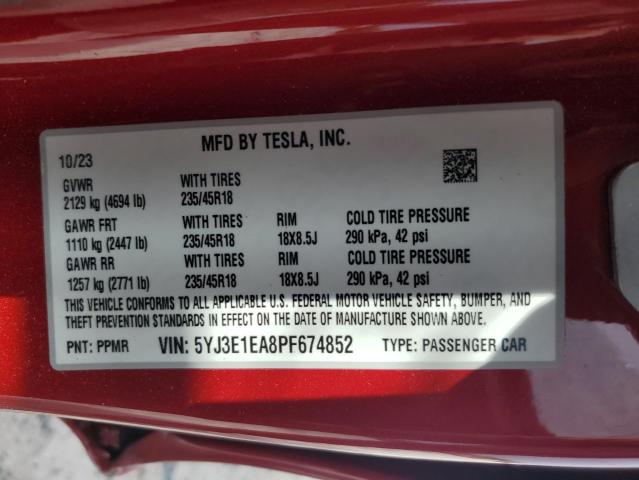 MFD BY TESLA, INC.
10/23
GVWR WITH TIRES
2129 kg (4694 lb) 235/45R18
GAWR FRT WITH TIRES RIM COLD TIRE PRESSURE
1110 kg (2447 lb) 235/45R18 18X8.5J 290 kPa, 42 psi
GAWR RR WITH TIRES RIM COLD TIRE PRESSURE
1257 kg (2771 lb) 235/45R18 18X8.5J 290 kPa, 42 psi
THIS VEHICLE CONFORMS TO ALL APPLICABLE U.S. FEDERAL MOTOR VEHICLE SAFETY, BUMPER, AND
THEFT PREVENTION STANDARDS IN EFFECT ON THE DATE OF MANUFACTURE SHOWN ABOVE.
PNT: PPMR VIN: 5YJ3E1EA8PF674852 TYPE: PASSENGER CAR